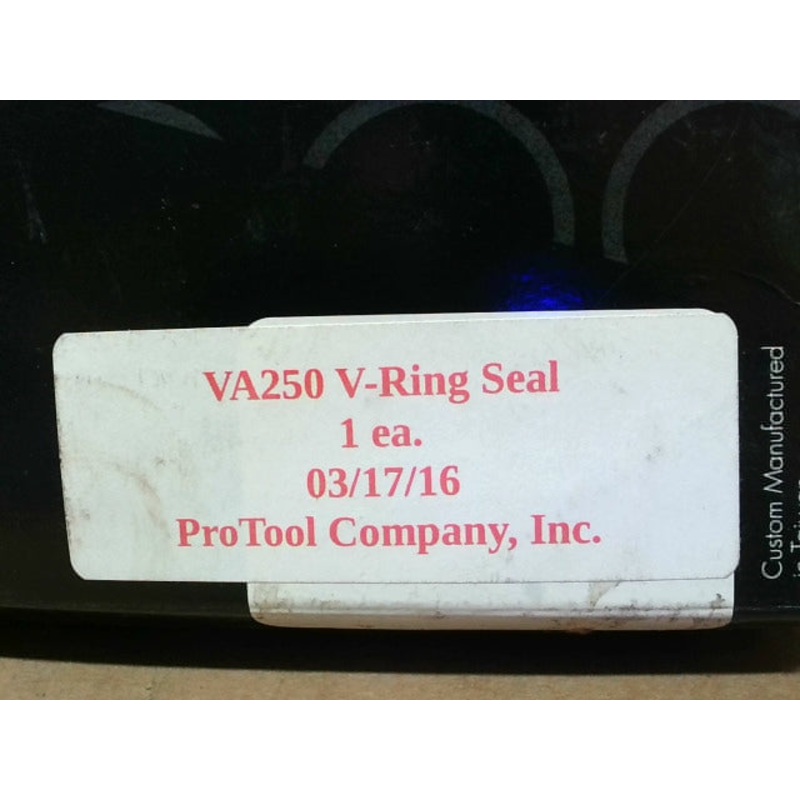 VA250 V-Ring Seal
1 ea.
03/17/16
ProTool Company, Inc.
Custom Manufactured